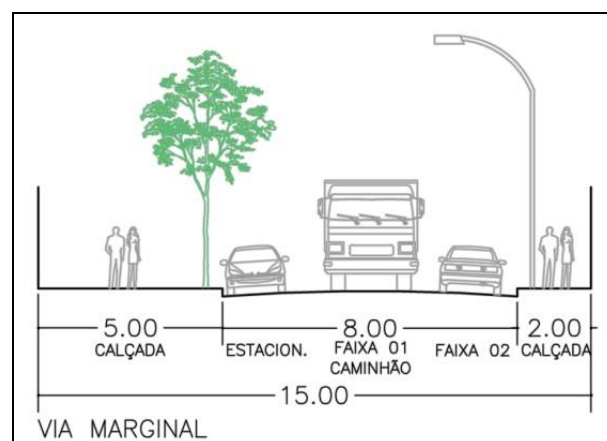 5.00 8.00 2.00
CALÇADA ESTACION. FAIXA 01 FAIXA 02 CALÇADA
CAMINHÃO
15.00
VIA MARGINAL